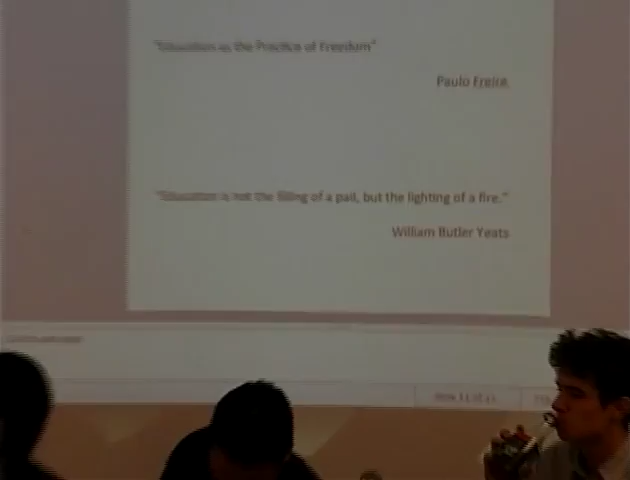 "Education as the Practice of Freedom"
Paulo Freire
"Education is not the filling of a pail, but the lighting of a fire."
William Butler Yeats